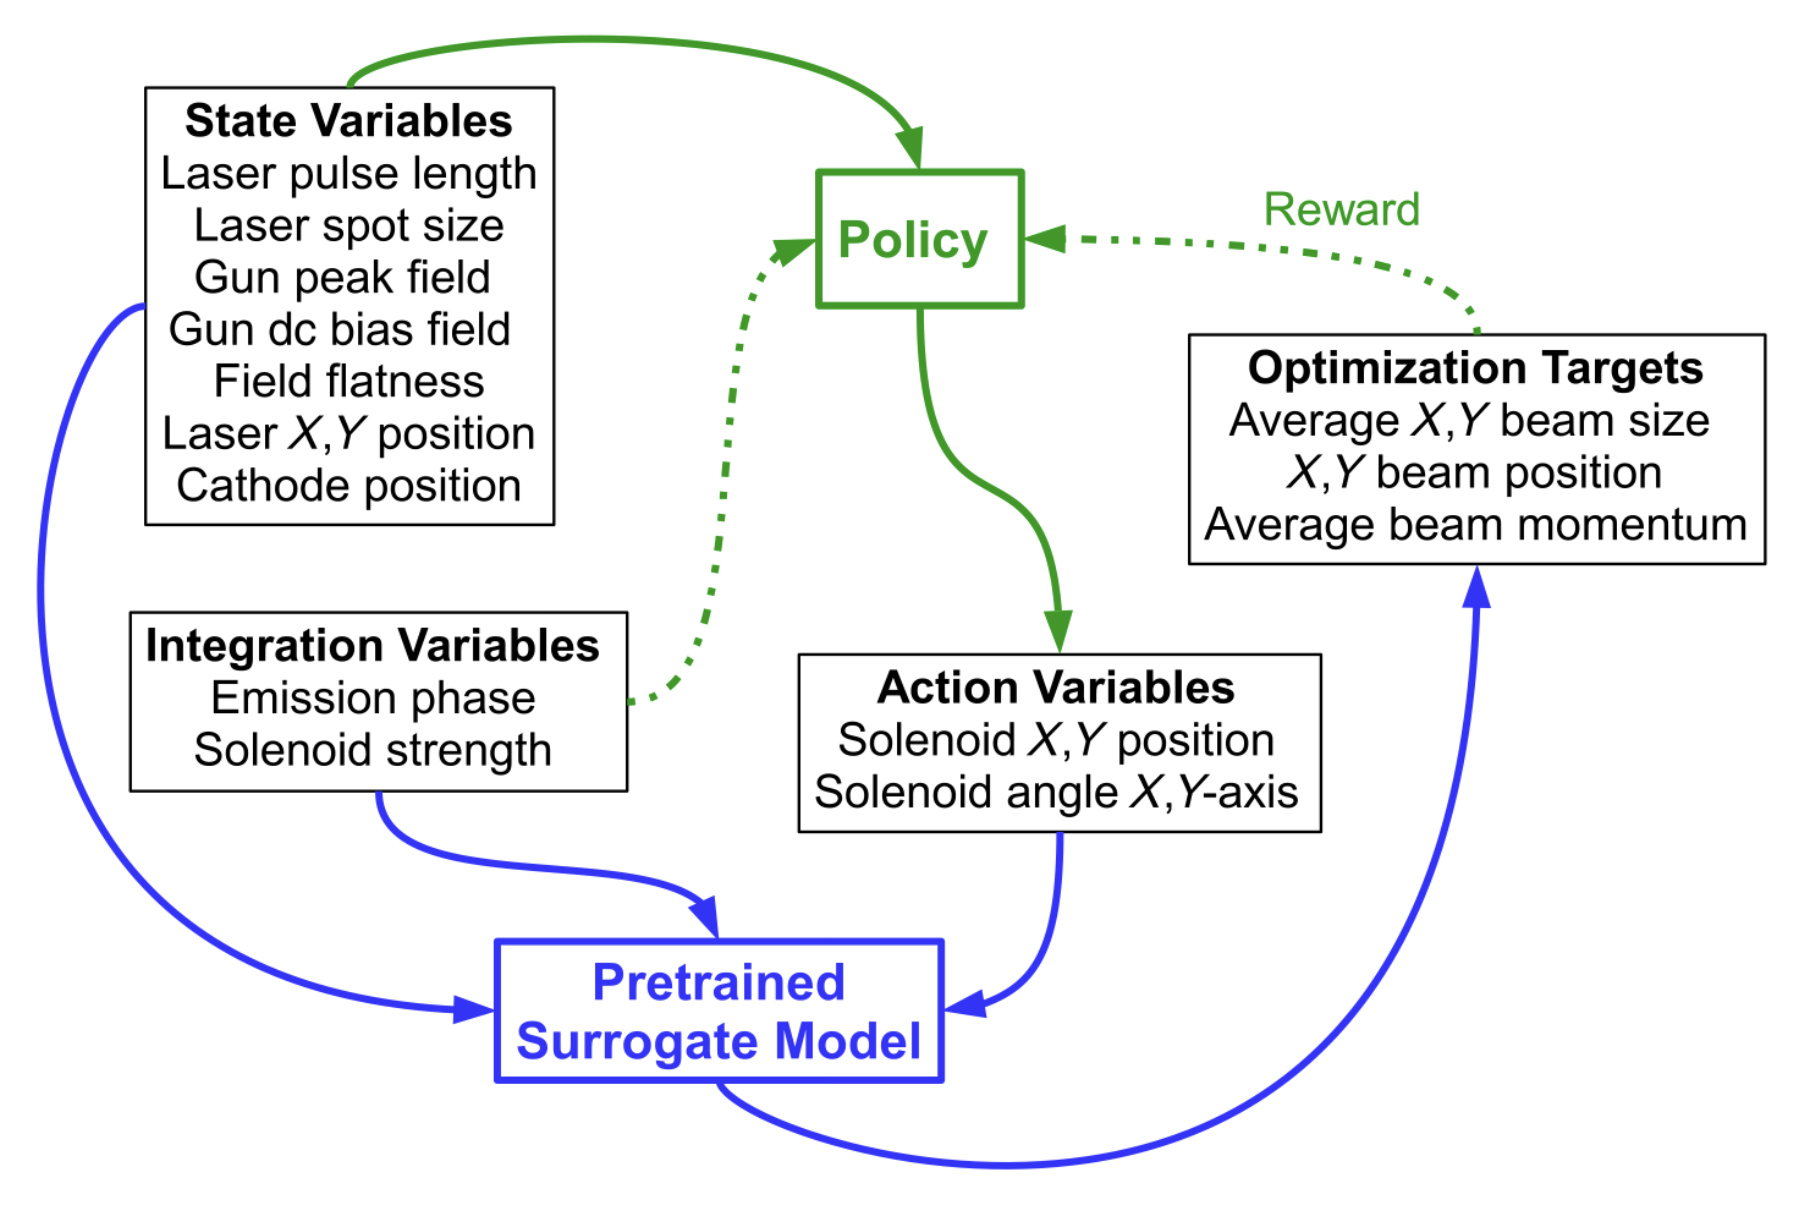 State Variables
Laser pulse length
Laser spot size
Gun peak field
Gun dc bias field
Field flatness
Laser X,Y position
Cathode position
Policy
Reward
Optimization Targets
Average X,Y beam size
X,Y beam position
Average beam momentum
Integration Variables
Emission phase
Solenoid strength
Action Variables
Solenoid X,Y position
Solenoid angle X,Y-axis
Pretrained
Surrogate Model